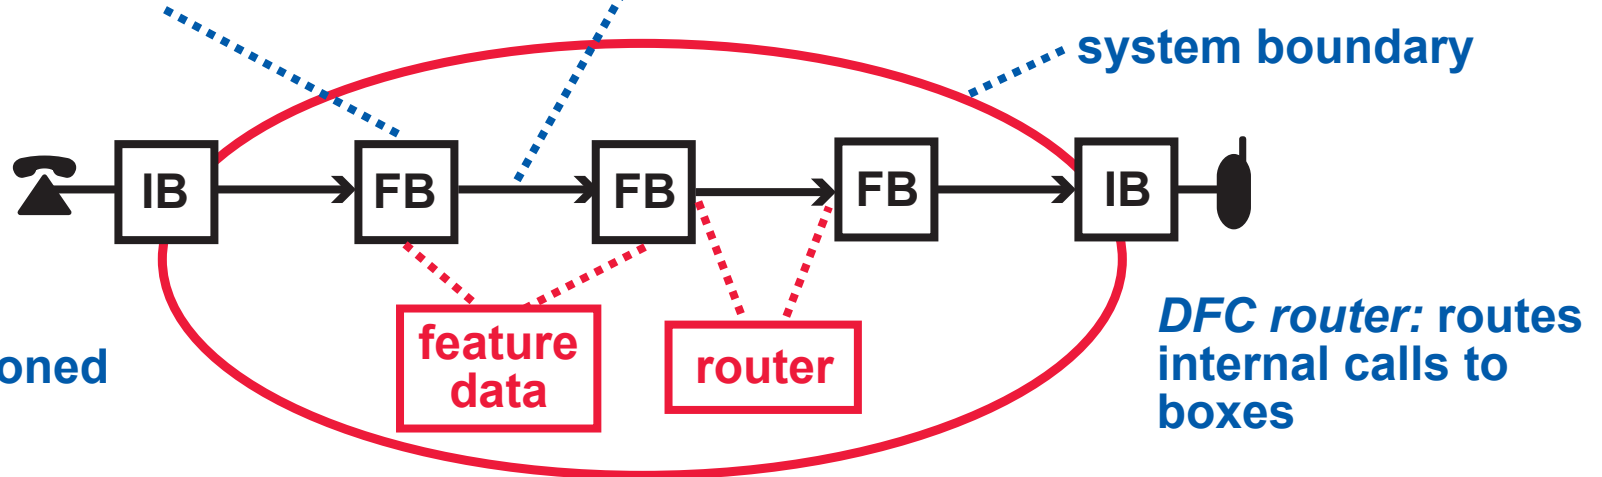 system boundary
IB
FB
FB
FB
IB
feature
data
router
DFC router: routes
internal calls to
boxes
oned